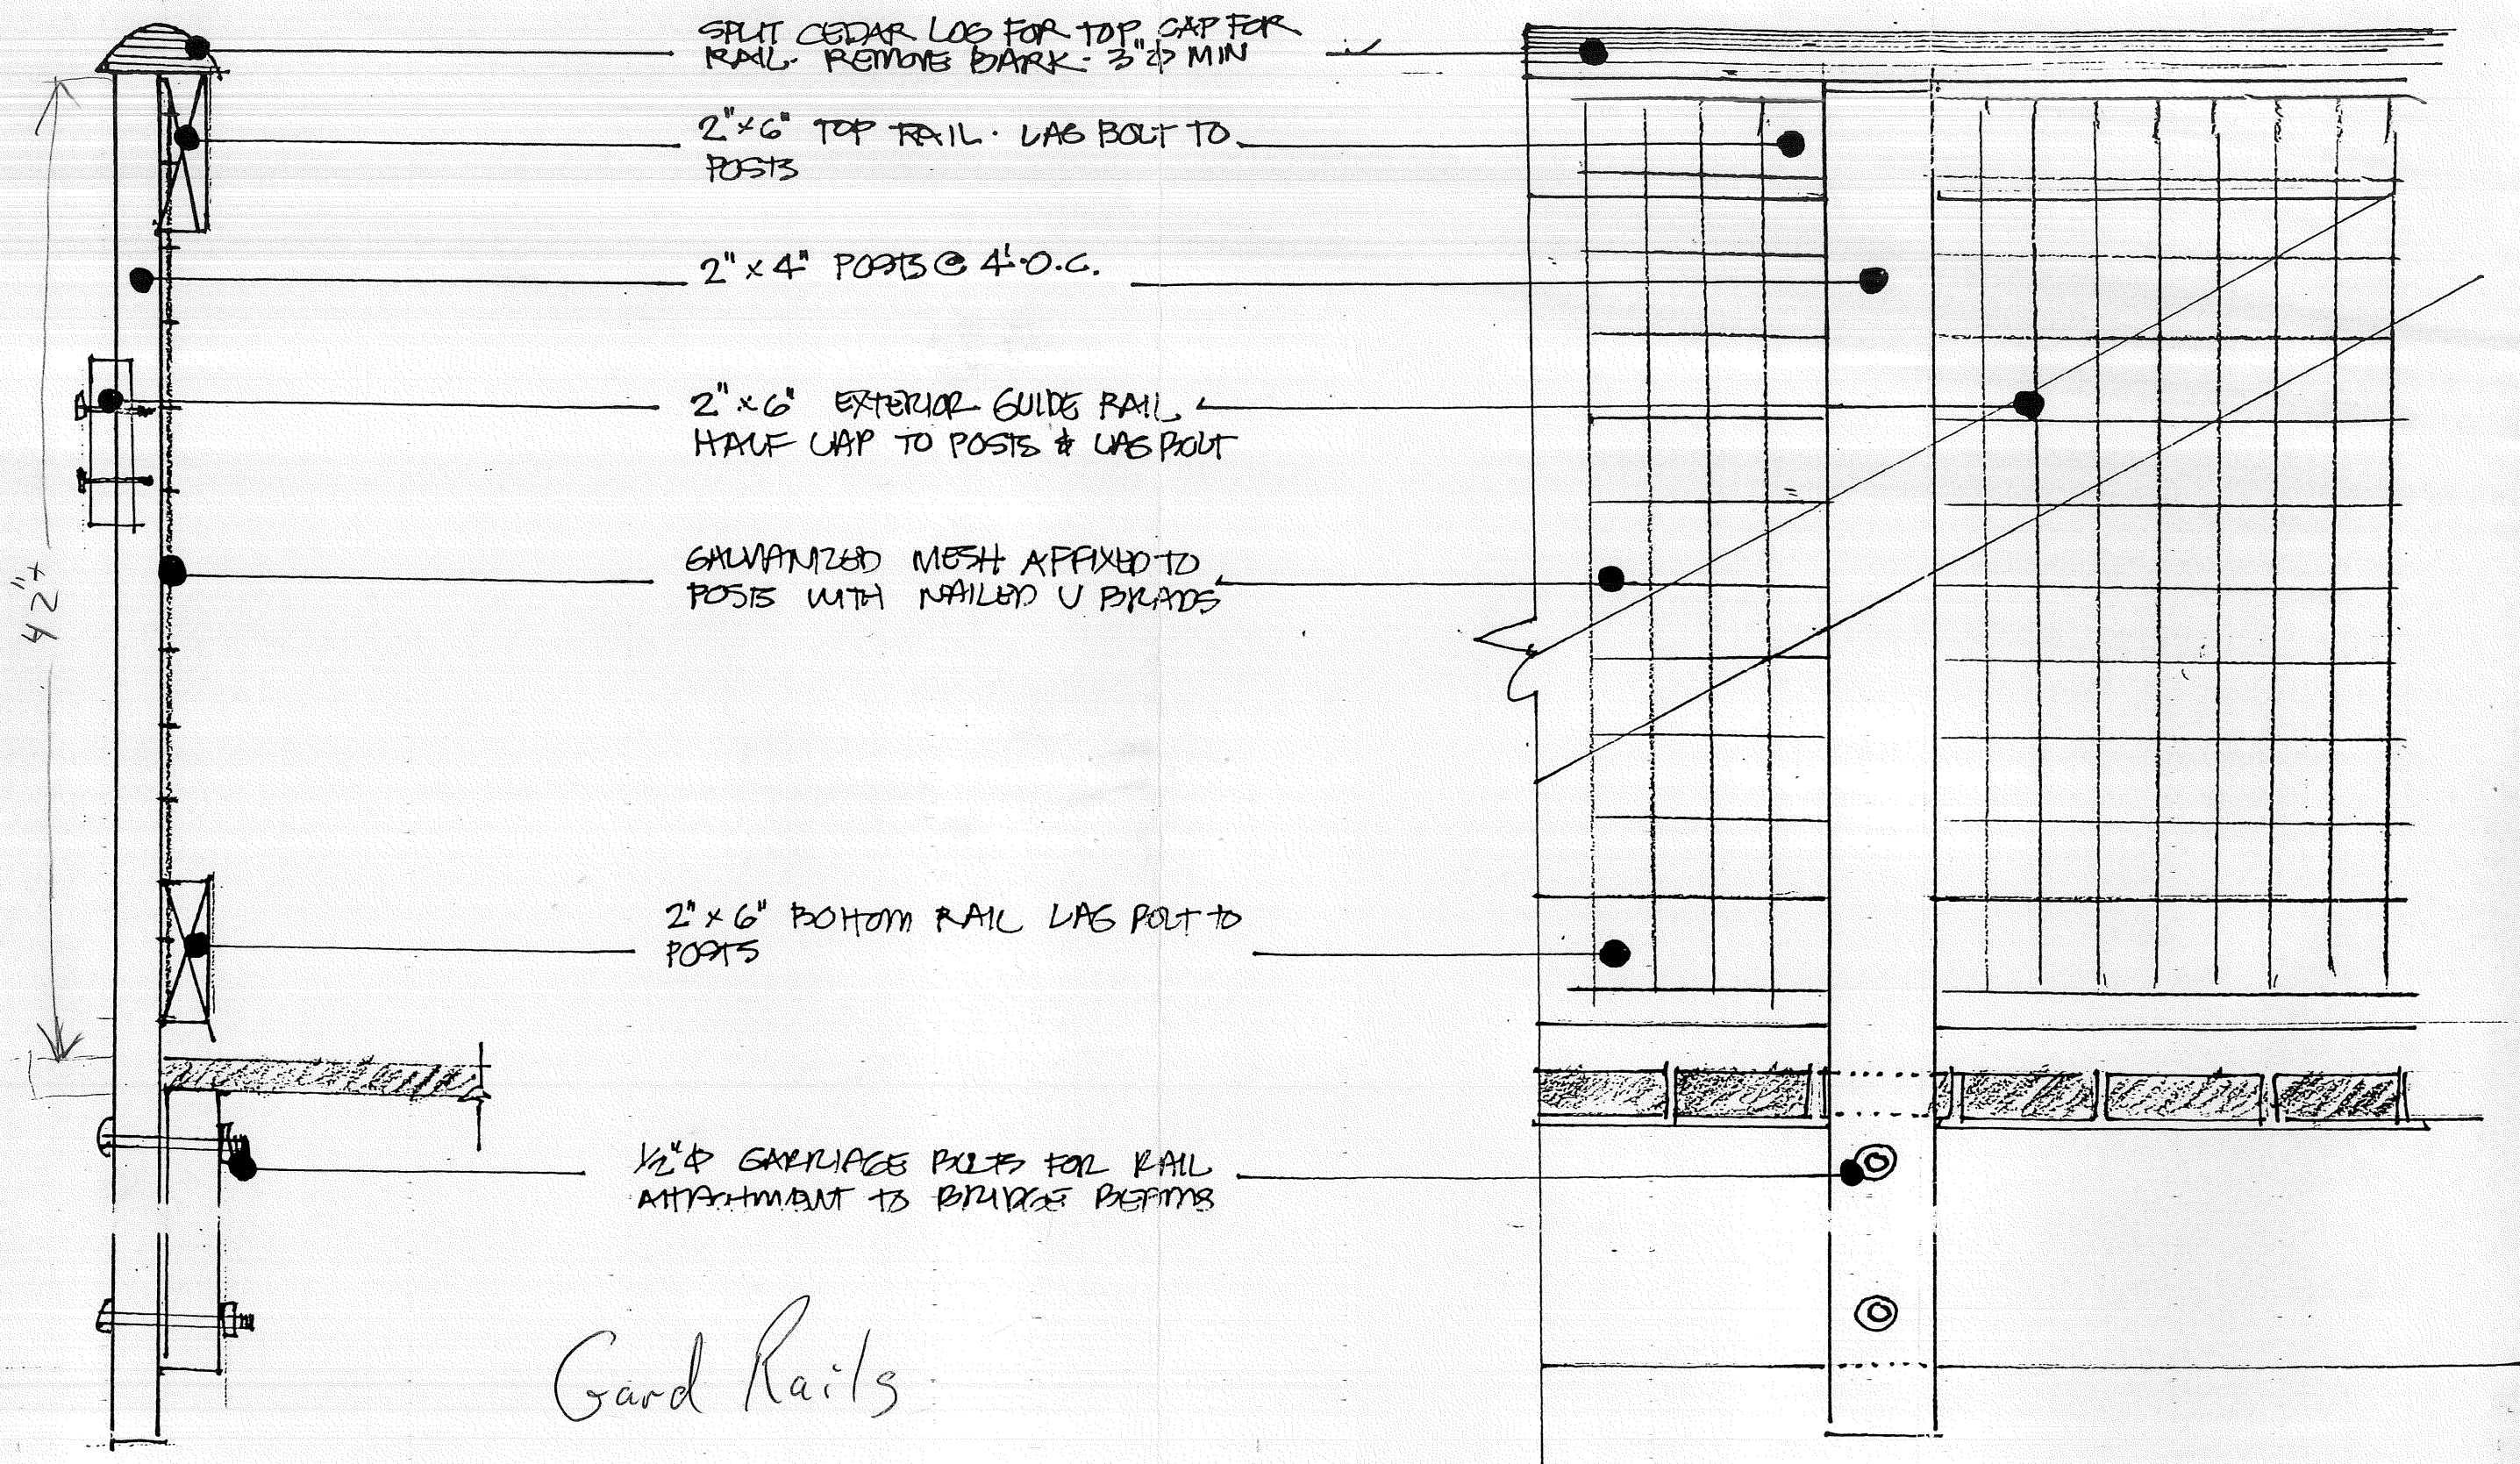 SPLIT CEDAR LOG FOR TOP CAP FOR
RAIL. REMOVE BARK. 3"φ MIN
2"x6" TOP RAIL. LAG BOLT TO
POSTS
2"x4" POSTS @ 4' O.C.
2"x6" EXTERIOR GUIDE RAIL
HALF LAP TO POSTS & LAG BOLT
42"±
GALVANIZED MESH AFFIXED TO
POSTS WITH NAILED U BRADS
2"x6" BOTTOM RAIL LAG BOLT TO
POSTS
1/2"φ CARRIAGE BOLTS FOR RAIL
ATTACHMENT TO BRIDGE BEAMS
Gard Rails